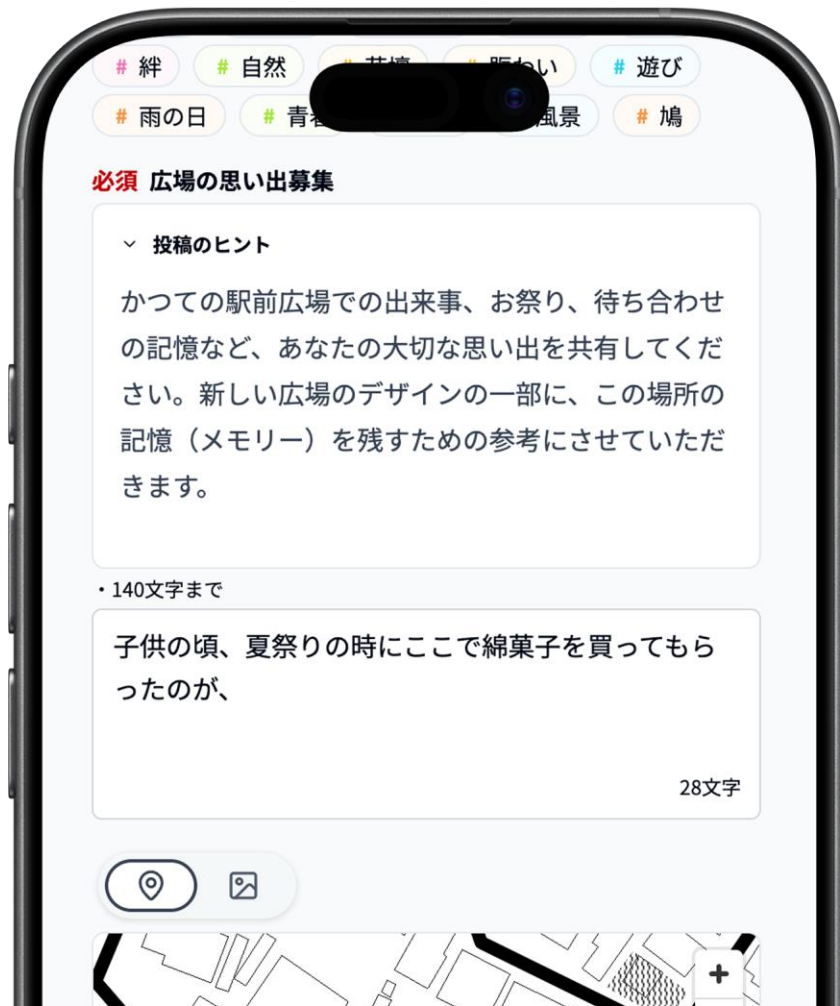 # 絆 # 自然 # 遊び
# 雨の日 # 風景 # 鳩
必須 広場の思い出募集
投稿のヒント
かつての駅前広場での出来事、お祭り、待ち合わせ
の記憶など、あなたの大切な思い出を共有してくだ
さい。新しい広場のデザインの一部に、この場所の
記憶（メモリー）を残すための参考にさせていただ
きます。
・140文字まで
子供の頃、夏祭りの時にここで綿菓子を買ってもら
ったのが、
28文字
+